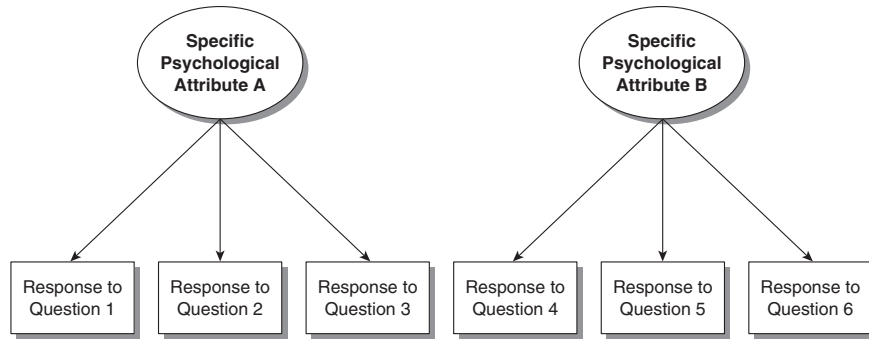 Specific
Psychological
Attribute A
Specific
Psychological
Attribute B
Response to
Question 1
Response to
Question 2
Response to
Question 3
Response to
Question 4
Response to
Question 5
Response to
Question 6